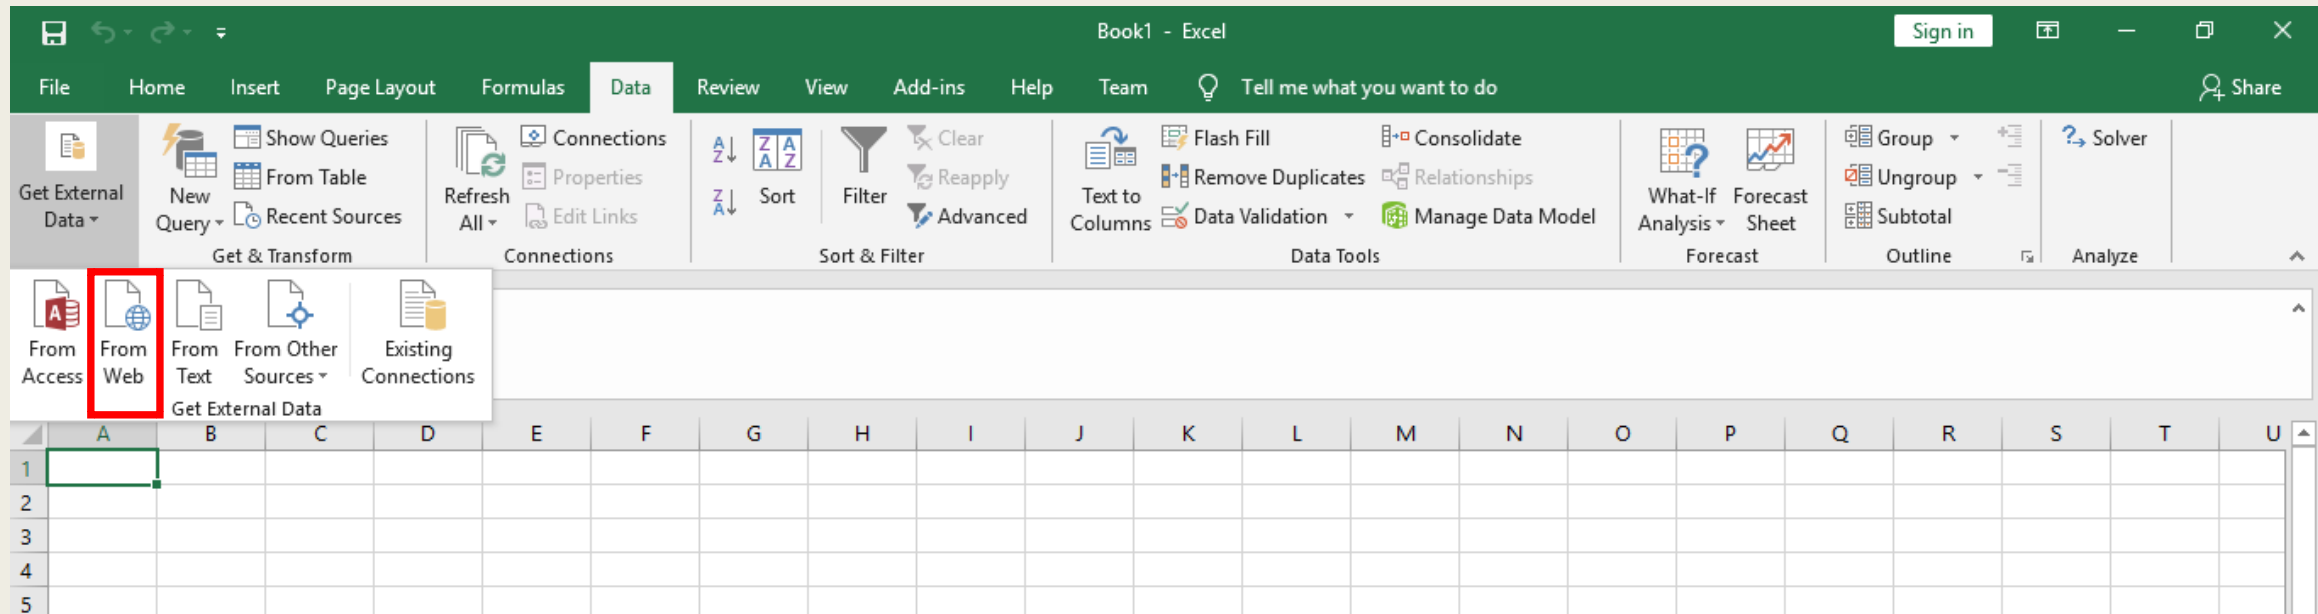 Book1 - Excel
Sign in
File Home Insert Page Layout Formulas Data Review View Add-ins Help Team Tell me what you want to do Share
Get External Data
New Query
Show Queries
From Table
Recent Sources
Get & Transform
Refresh All
Connections
Properties
Edit Links
Connections
Sort
Filter
Clear
Reapply
Advanced
Sort & Filter
Text to Columns
Flash Fill
Remove Duplicates
Data Validation
Consolidate
Relationships
Manage Data Model
Data Tools
What-If Analysis
Forecast Sheet
Forecast
Group
Ungroup
Subtotal
Outline
Solver
Analyze
From Access
From Web
From Text
From Other Sources
Existing Connections
Get External Data
A B C D E F G H I J K L M N O P Q R S T U
1
2
3
4
5